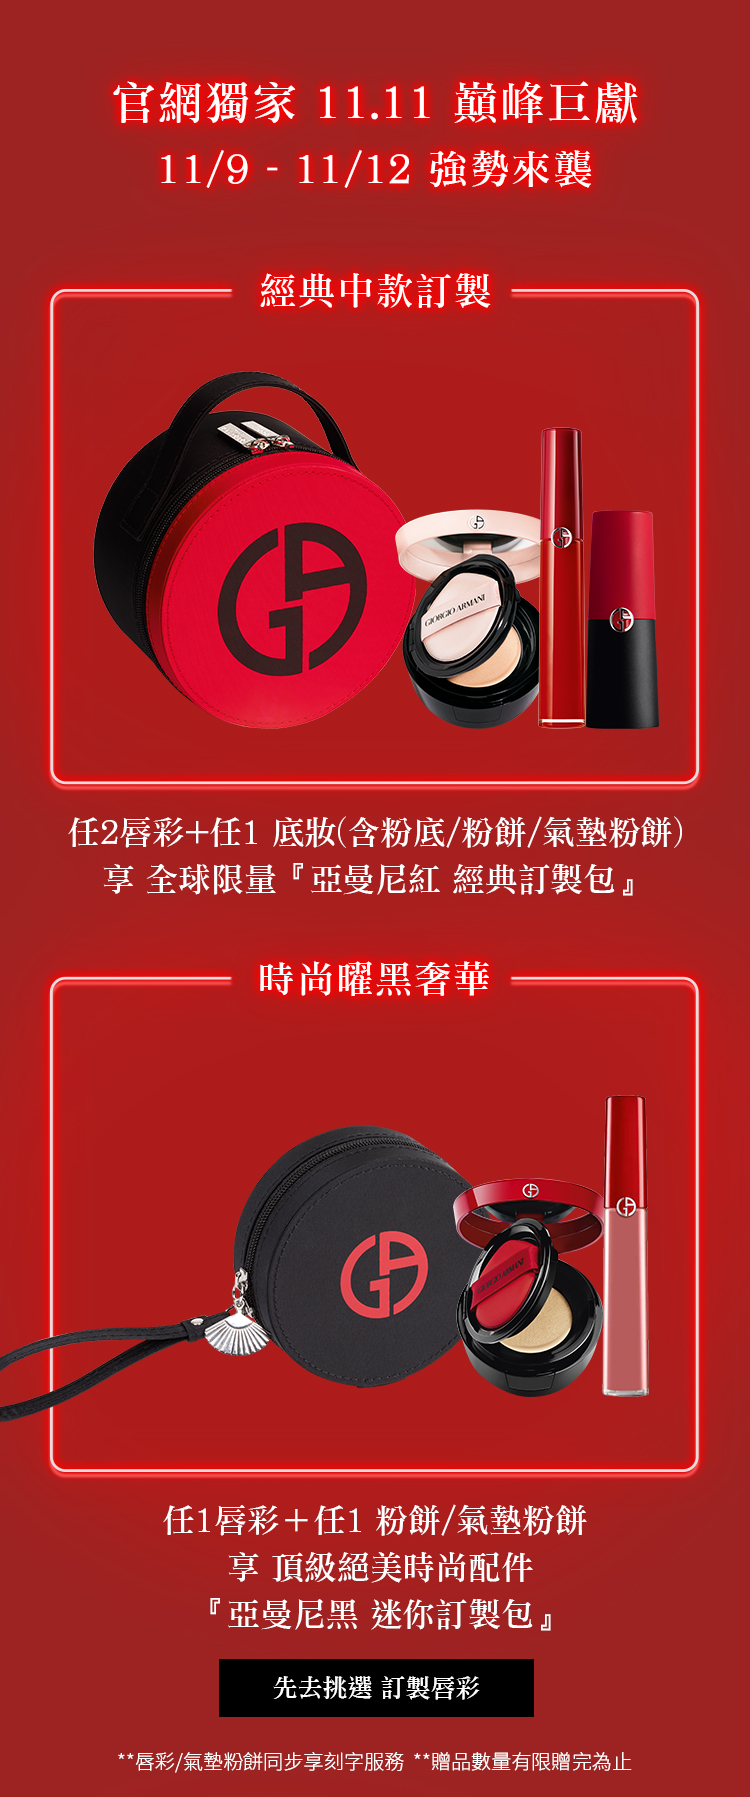 官網獨家 11.11 巔峰巨獻
11/9 - 11/12 強勢來襲
經典中款訂製
GIORGIO ARMANI
任2唇彩+任1 底妝(含粉底/粉餅/氣墊粉餅)
享 全球限量『亞曼尼紅 經典訂製包』
時尚曜黑奢華
GIORGIO ARMANI
任1唇彩＋任1 粉餅/氣墊粉餅
享 頂級絕美時尚配件
『亞曼尼黑 迷你訂製包』
先去挑選 訂製唇彩
**唇彩/氣墊粉餅同步享刻字服務 **贈品數量有限贈完為止